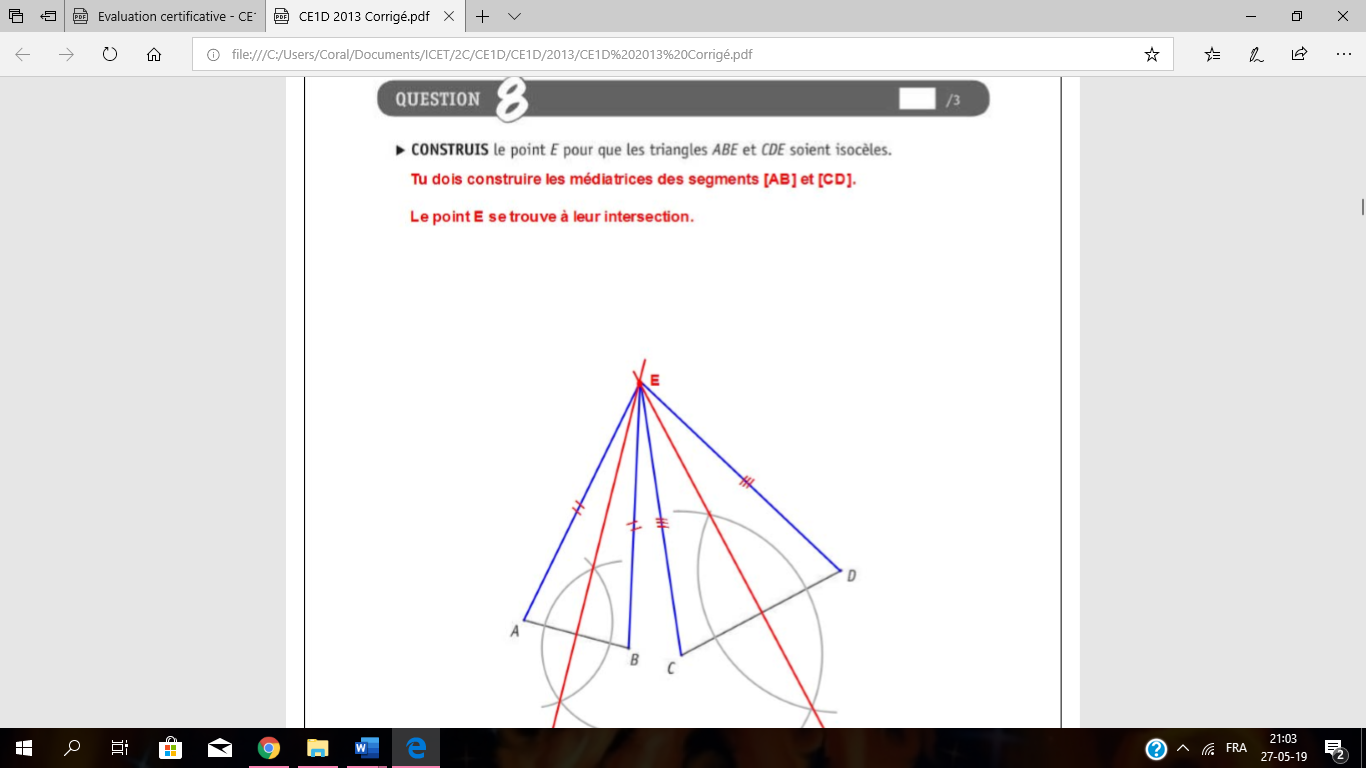 Evaluation certificative - CE1
CE1D 2013 Corrigé.pdf
file:///C:/Users/Coral/Documents/ICET/2C/CE1D/CE1D/2013/CE1D%202013%20Corrigé.pdf
QUESTION 8 /3
▶ CONSTRUIS le point E pour que les triangles ABE et CDE soient isocèles.
Tu dois construire les médiatrices des segments [AB] et [CD].
Le point E se trouve à leur intersection.
E
D
A
B
C
FRA
21:03
27-05-19
2